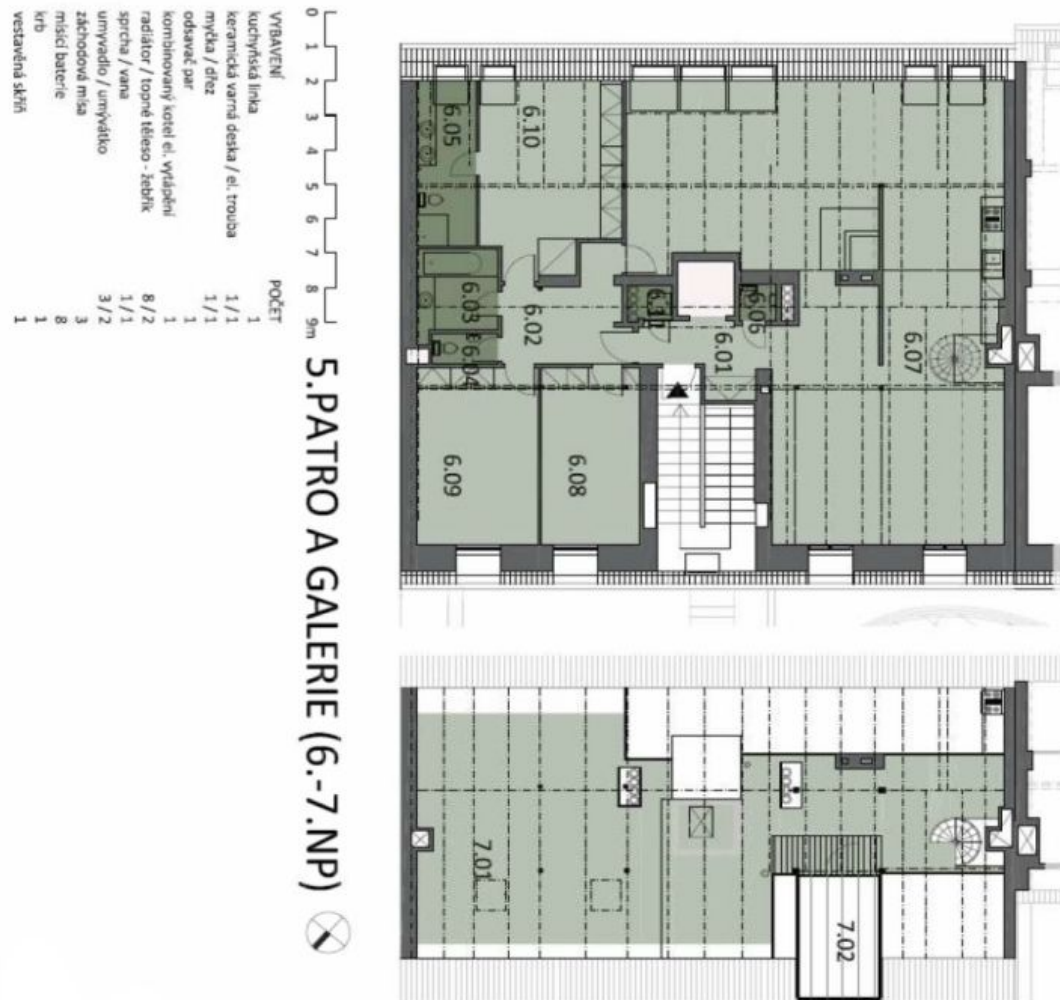 5.PATRO A GALERIE (6.-7.NP)
0 1 2 3 4 5 6 7 8 9m
VYBAVENÍ POČET
kuchyňská linka 1
keramická varná deska / el. trouba 1/1
myčka / dřez 1/1
odsavač par 1
kombinovaný kotel el. vytápění 1
radiátor / topné těleso - žebřík 8/2
sprcha / vana 1/1
umyvadlo / umývátko 3/2
záchodová mísa 3
mísicí baterie 8
krb 1
vestavěná skříň 1
6.05
6.10
6.03
6.04
6.02
6.11
6.06
6.01
6.07
6.09
6.08
7.01
7.02